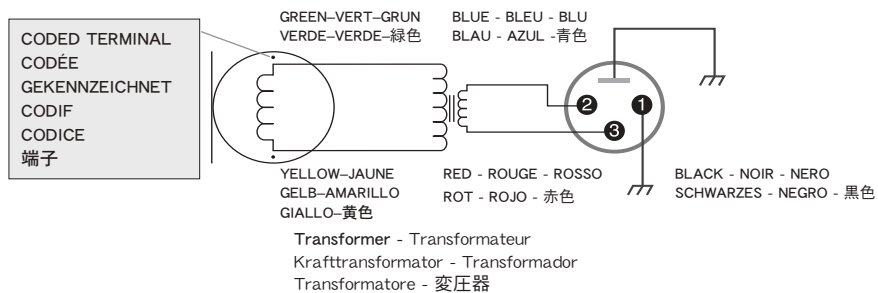 CODED TERMINAL
CODÉE
GEKENNZEICHNET
CODIF
CODICE
端子
GREEN–VERT–GRUN
VERDE–VERDE–緑色
BLUE - BLEU - BLU
BLAU - AZUL -青色
2
1
3
YELLOW–JAUNE
GELB–AMARILLO
GIALLO–黄色
RED - ROUGE - ROSSO
ROT - ROJO - 赤色
BLACK - NOIR - NERO
SCHWARZES - NEGRO - 黒色
Transformer - Transformateur
Krafttransformator - Transformador
Transformatore - 変圧器